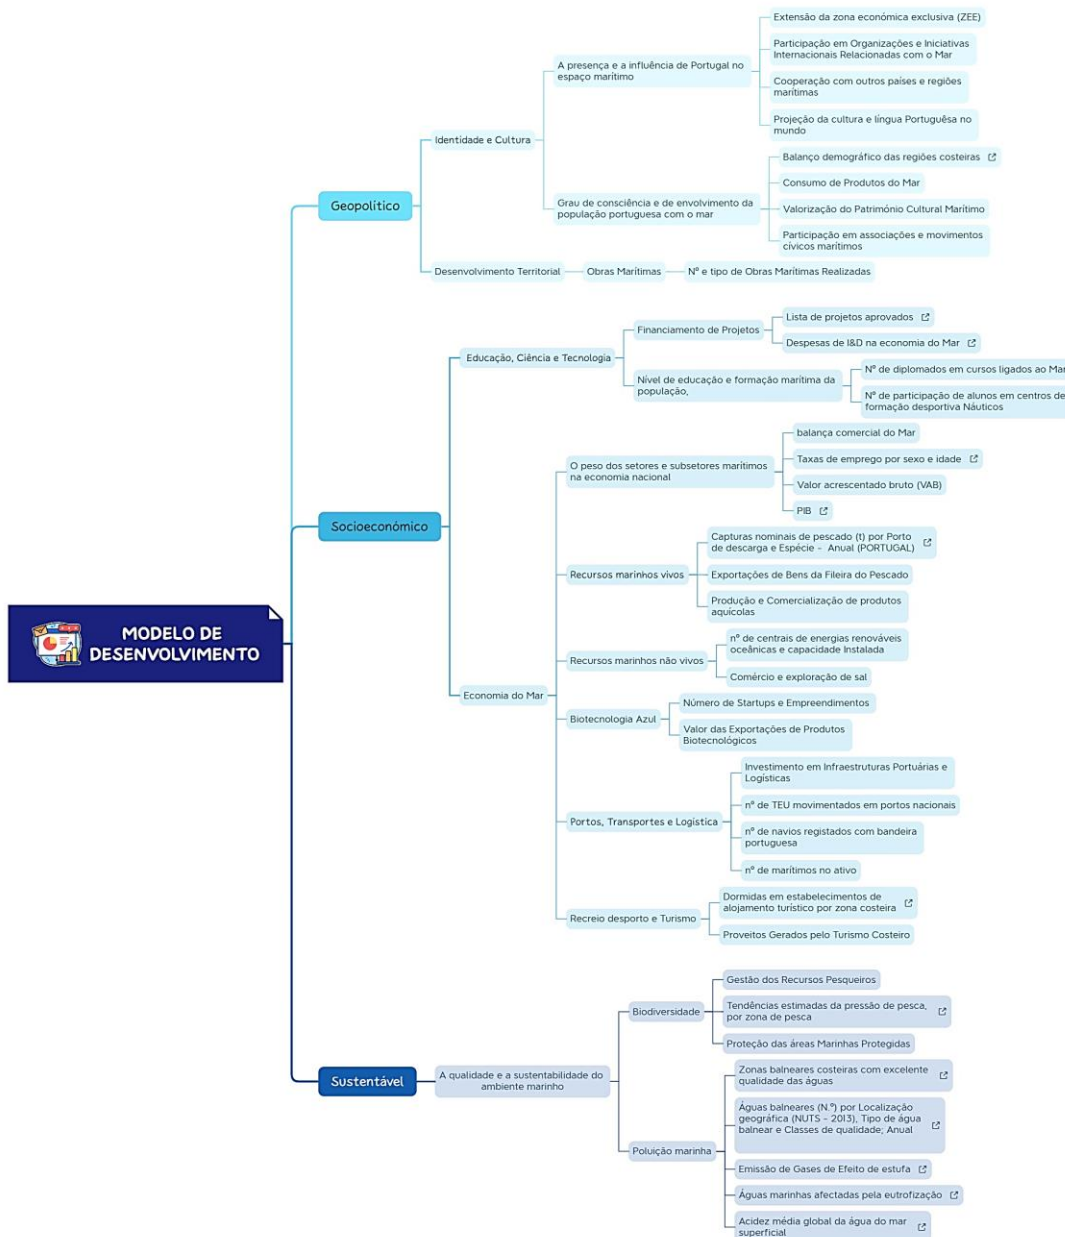 MODELO DE
DESENVOLVIMENTO
Geopolítico
Identidade e Cultura
A presença e a influência de Portugal no
espaço marítimo
Extensão da zona económica exclusiva (ZEE)
Participação em Organizações e Iniciativas
Internacionais Relacionadas com o Mar
Cooperação com outros países e regiões
marítimas
Projeção da cultura e língua Portuguêsa no
mundo
Grau de consciência e de envolvimento da
população portuguesa com o mar
Balanço demográfico das regiões costeiras
Consumo de Produtos do Mar
Valorização do Património Cultural Marítimo
Participação em associações e movimentos
cívicos marítimos
Desenvolvimento Territorial
Obras Marítimas
Nº e tipo de Obras Marítimas Realizadas
Socioeconómico
Educação, Ciência e Tecnologia
Financiamento de Projetos
Lista de projetos aprovados
Despesas de I&D na economia do Mar
Nível de educação e formação marítima da
população,
Nº de diplomados em cursos ligados ao Mar
Nº de participação de alunos em centros de
formação desportiva Náuticos
Economia do Mar
O peso dos setores e subsetores marítimos
na economia nacional
balança comercial do Mar
Taxas de emprego por sexo e idade
Valor acrescentado bruto (VAB)
PIB
Recursos marinhos vivos
Capturas nominais de pescado (t) por Porto
de descarga e Espécie - Anual (PORTUGAL)
Exportações de Bens da Fileira do Pescado
Produção e Comercialização de produtos
aquícolas
Recursos marinhos não vivos
nº de centrais de energias renováveis
oceânicas e capacidade Instalada
Comércio e exploração de sal
Biotecnologia Azul
Número de Startups e Empreendimentos
Valor das Exportações de Produtos
Biotecnológicos
Portos, Transportes e Logística
Investimento em Infraestruturas Portuárias e
Logísticas
nº de TEU movimentados em portos nacionais
nº de navios registados com bandeira
portuguesa
nº de marítimos no ativo
Recreio desporto e Turismo
Dormidas em estabelecimentos de
alojamento turístico por zona costeira
Proveitos Gerados pelo Turismo Costeiro
Sustentável
A qualidade e a sustentabilidade do
ambiente marinho
Biodiversidade
Gestão dos Recursos Pesqueiros
Tendências estimadas da pressão de pesca,
por zona de pesca
Proteção das áreas Marinhas Protegidas
Poluição marinha
Zonas balneares costeiras com excelente
qualidade das águas
Águas balneares (N.º) por Localização
geográfica (NUTS - 2013), Tipo de água
balnear e Classes de qualidade; Anual
Emissão de Gases de Efeito de estufa
Águas marinhas afectadas pela eutrofização
Acidez média global da água do mar
superficial